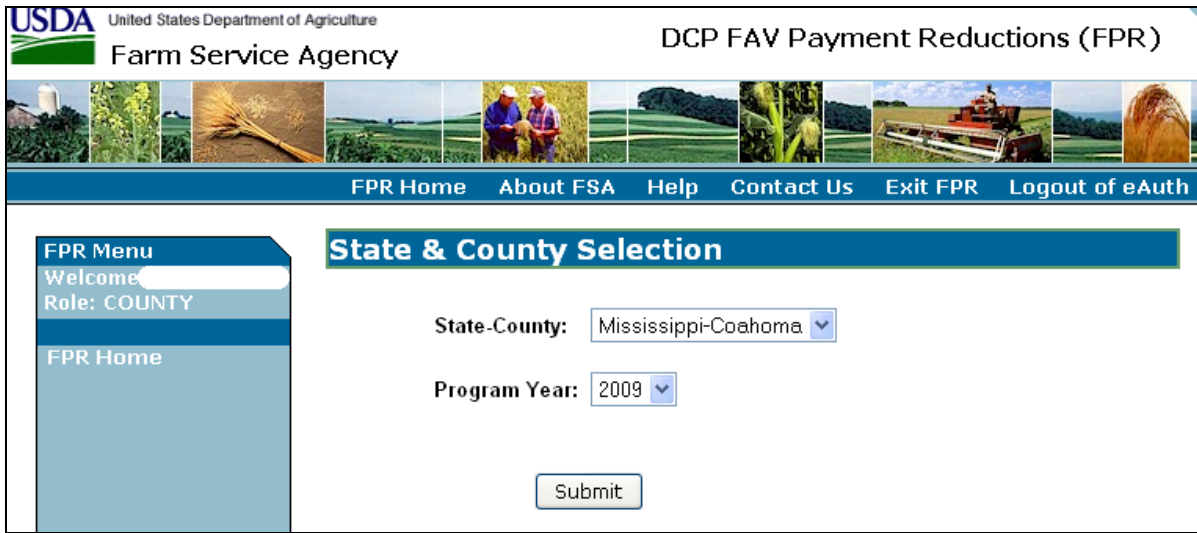 USDA United States Department of Agriculture
Farm Service Agency
DCP FAV Payment Reductions (FPR)
FPR Home About FSA Help Contact Us Exit FPR Logout of eAuth
FPR Menu
Welcome
Role: COUNTY
FPR Home
State & County Selection
State-County: Mississippi-Coahoma
Program Year: 2009
Submit